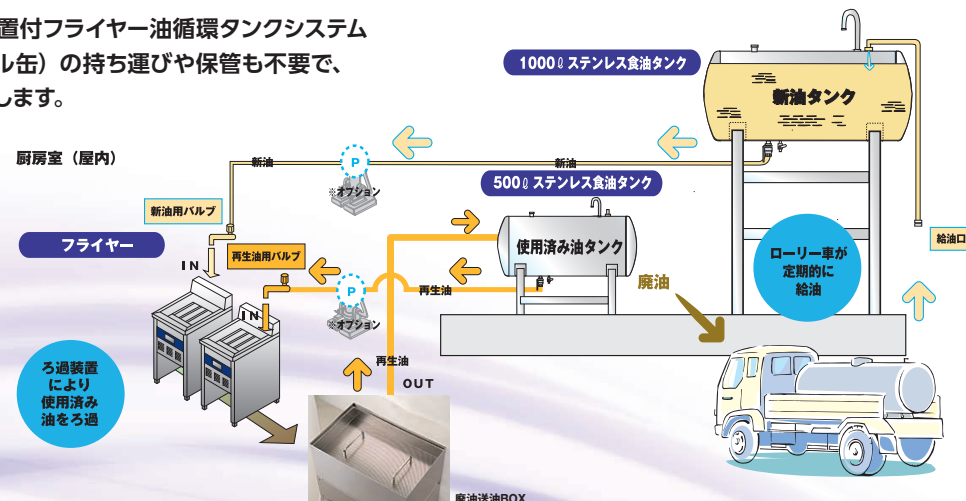 置付フライヤー油循環タンクシステム
ル缶）の持ち運びや保管も不要で、
します。
1000ℓ ステンレス食油タンク
新油タンク
厨房室（屋内）
新油
P
※オプション
新油
500ℓ ステンレス食油タンク
新油用バルブ
フライヤー
再生油用バルブ
使用済み油タンク
ローリー車が
定期的に
給油
給油口
IN
IN
P
※オプション
再生油
廃油
再生油
OUT
ろ過装置
により
使用済み
油をろ過
廃油送油BOX